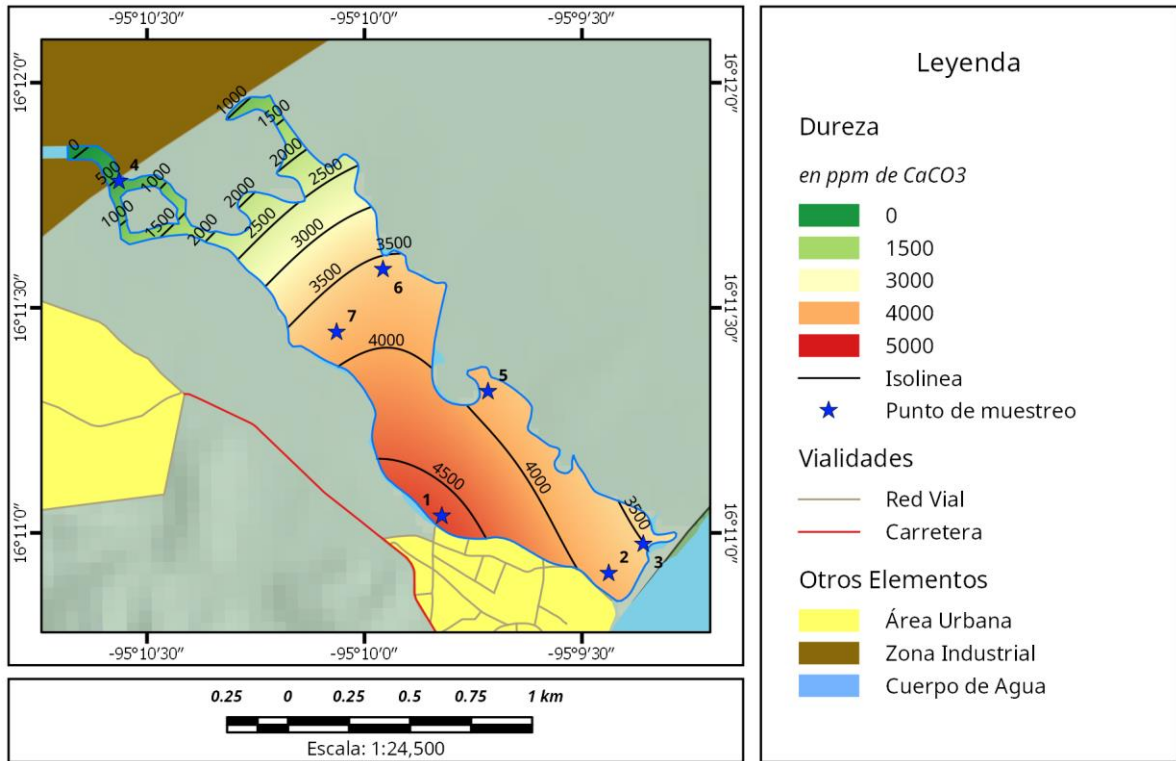 -95°10′30″ -95°10′0″ -95°9′30″
16°12′0″ 16°12′0″
1000
1500
0
4
2000
500
1000
2500
2000
1000
1500
2000
2500
3000
3500
3500
6
16°11′30″ 16°11′30″
7
4000
5
4500
4000
1
3500
16°11′0″ 16°11′0″
2
3
-95°10′30″ -95°10′0″ -95°9′30″
0.25 0 0.25 0.5 0.75 1 km
Escala: 1:24,500
Leyenda
Dureza
en ppm de CaCO3
0
1500
3000
4000
5000
Isolinea
Punto de muestreo
Vialidades
Red Vial
Carretera
Otros Elementos
Área Urbana
Zona Industrial
Cuerpo de Agua